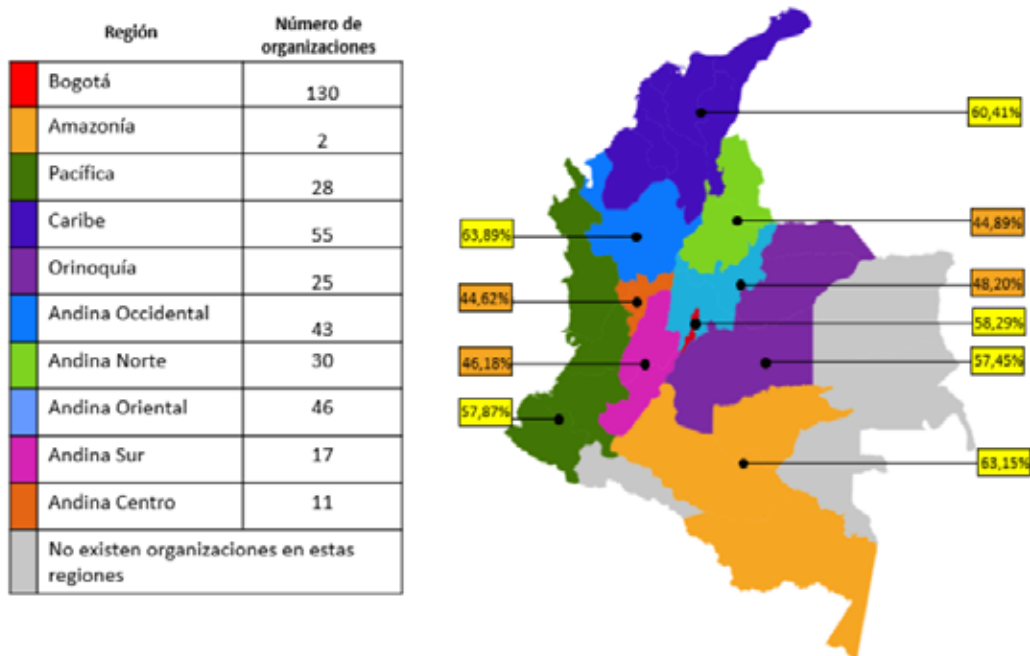 Región
Número de
organizaciones
Bogotá
130
Amazonía
2
Pacífica
28
Caribe
55
Orinoquía
25
Andina Occidental
43
Andina Norte
30
Andina Oriental
46
Andina Sur
17
Andina Centro
11
No existen organizaciones en estas
regiones
60,41%
63,89%
44,89%
44,62%
48,20%
58,29%
46,18%
57,45%
57,87%
63,15%